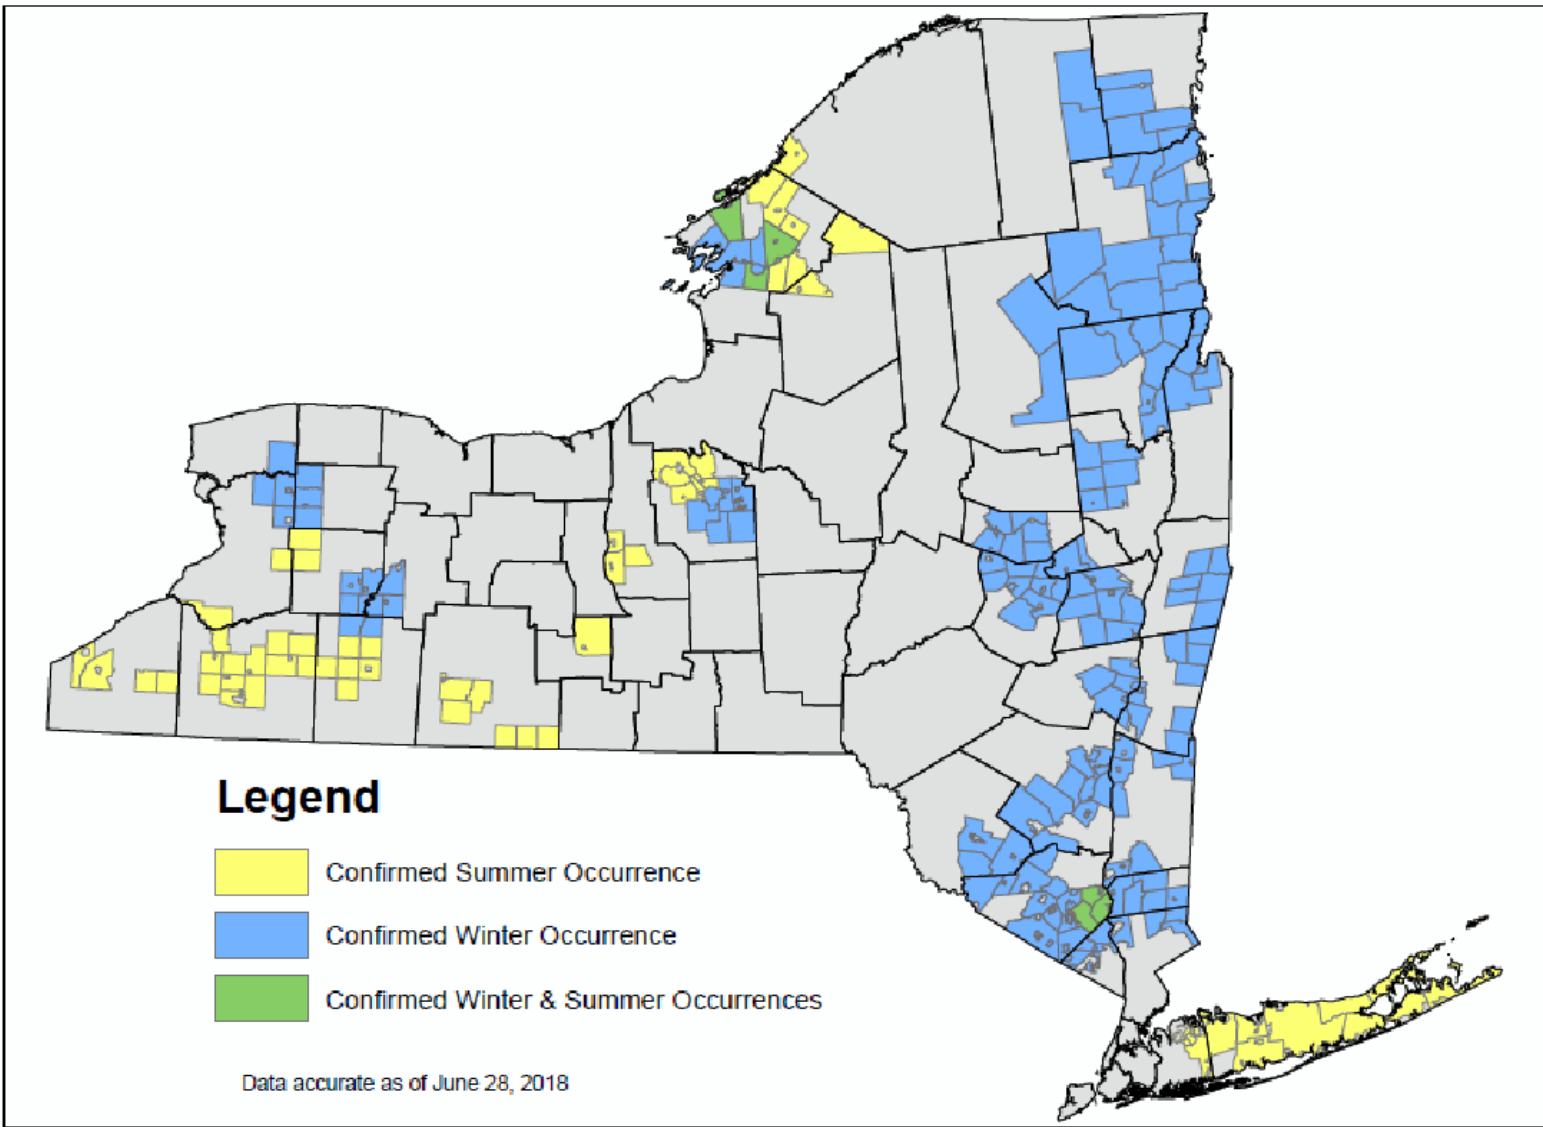 Legend
Confirmed Summer Occurrence
Confirmed Winter Occurrence
Confirmed Winter & Summer Occurrences
Data accurate as of June 28, 2018